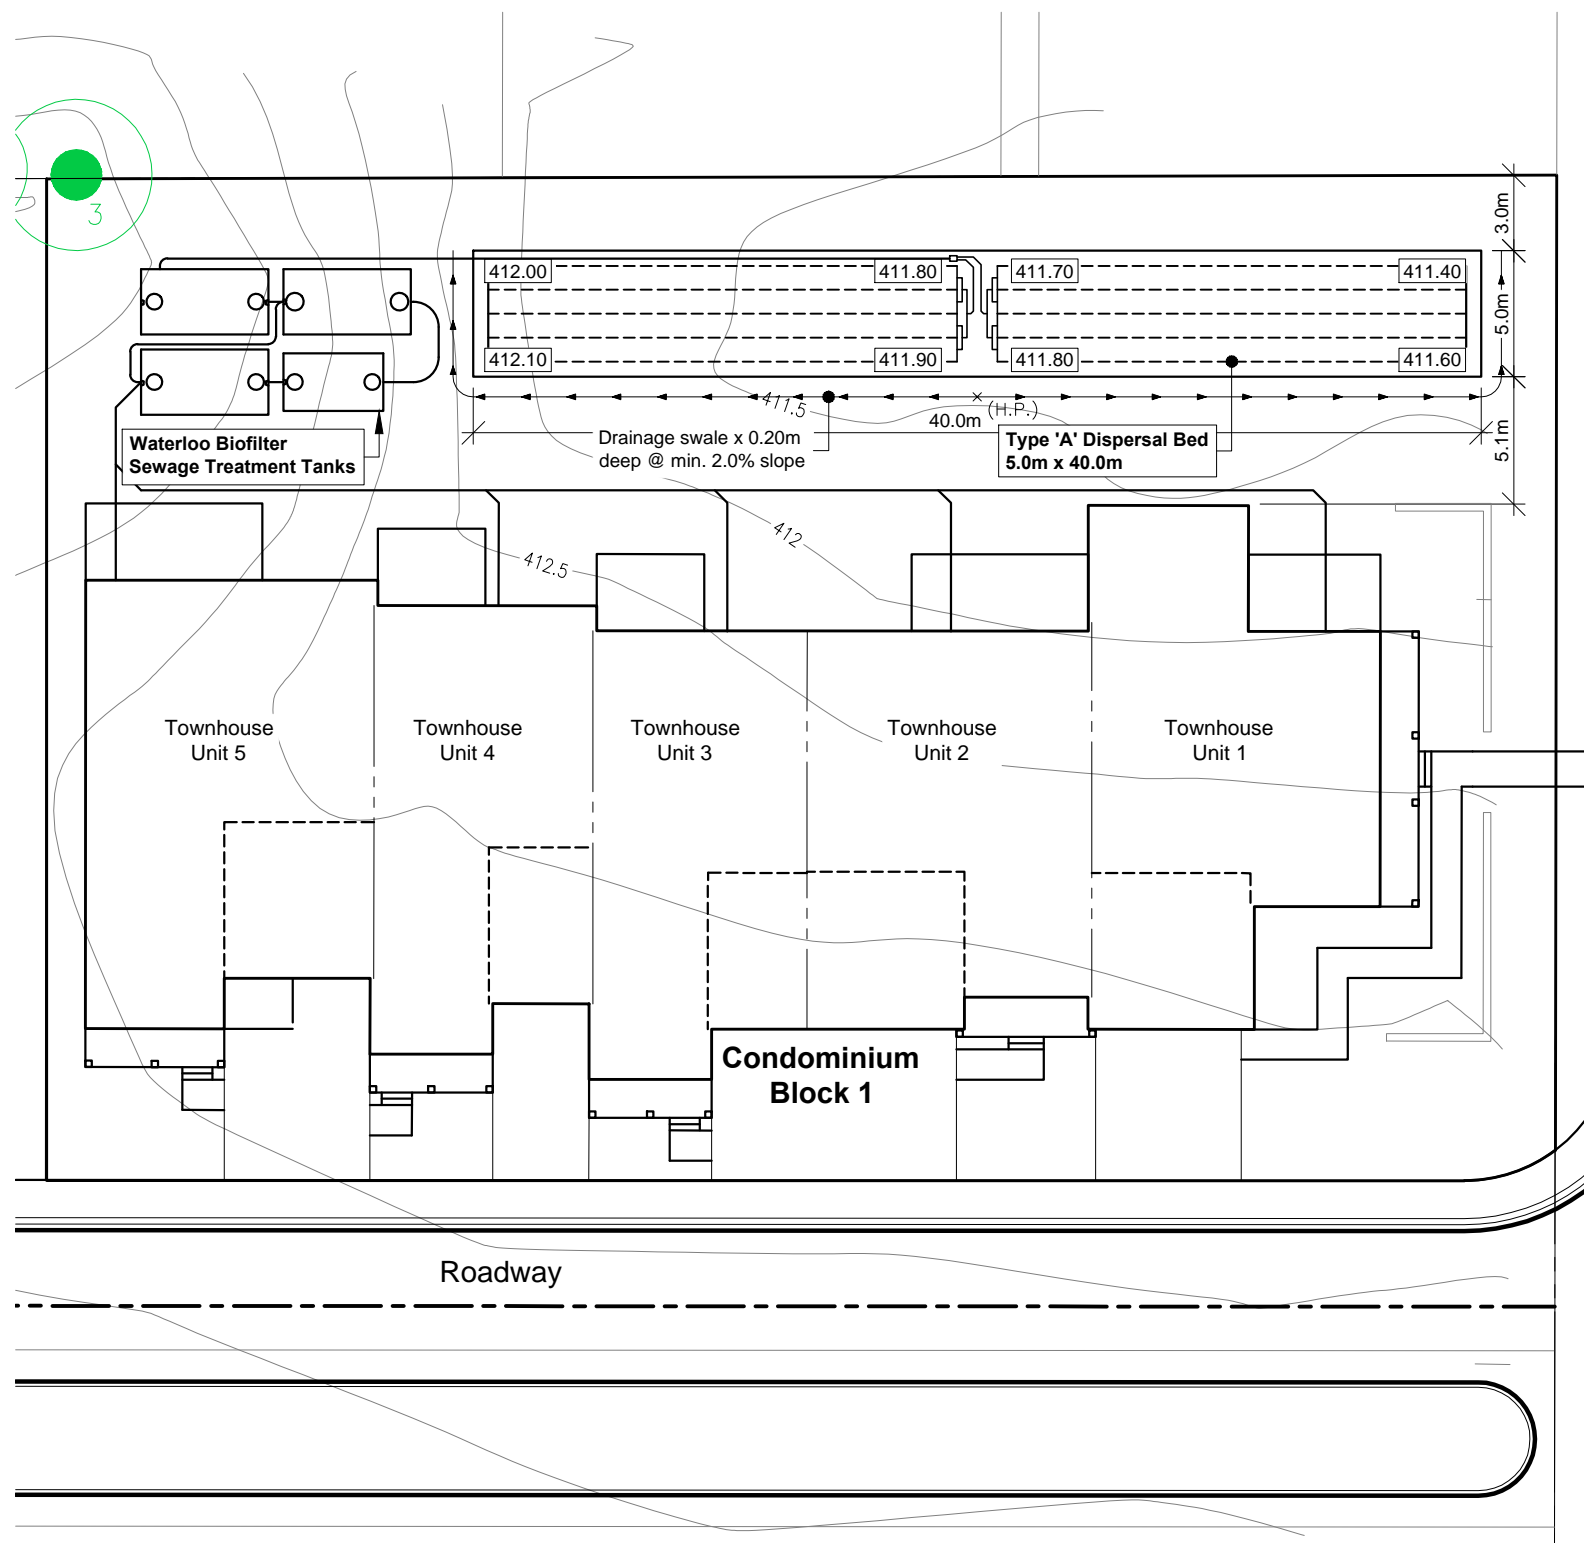 3
3.0m
412.00
411.80
411.70
411.40
5.0m
412.10
411.90
411.80
411.60
411.5
(H.P.)
40.0m
Waterloo Biofilter
Sewage Treatment Tanks
Drainage swale x 0.20m
deep @ min. 2.0% slope
Type 'A' Dispersal Bed
5.0m x 40.0m
5.1m
412
412.5
Townhouse
Unit 5
Townhouse
Unit 4
Townhouse
Unit 3
Townhouse
Unit 2
Townhouse
Unit 1
Condominium
Block 1
Roadway